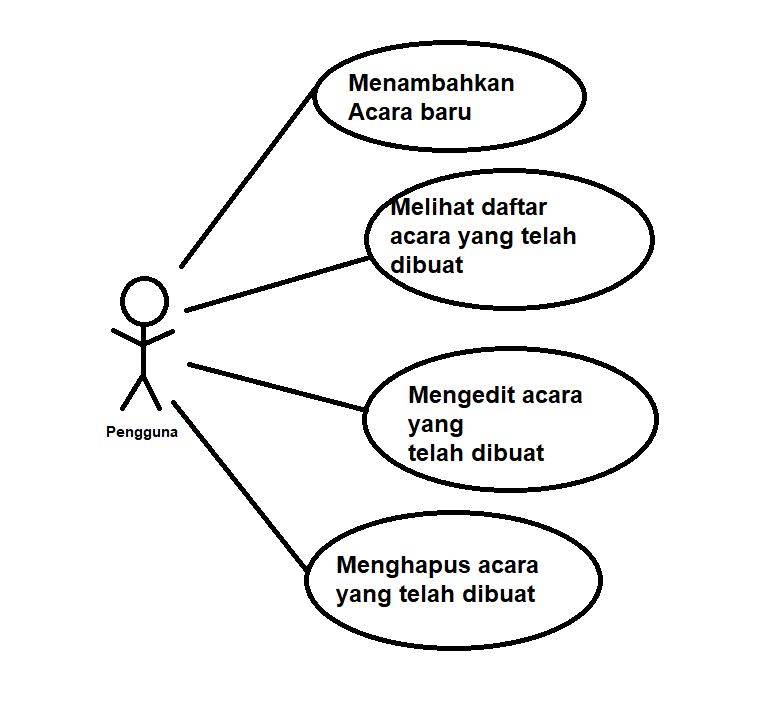 Menambahkan
Acara baru
Melihat daftar
acara yang telah
dibuat
Mengedit acara
yang
telah dibuat
Pengguna
Menghapus acara
yang telah dibuat